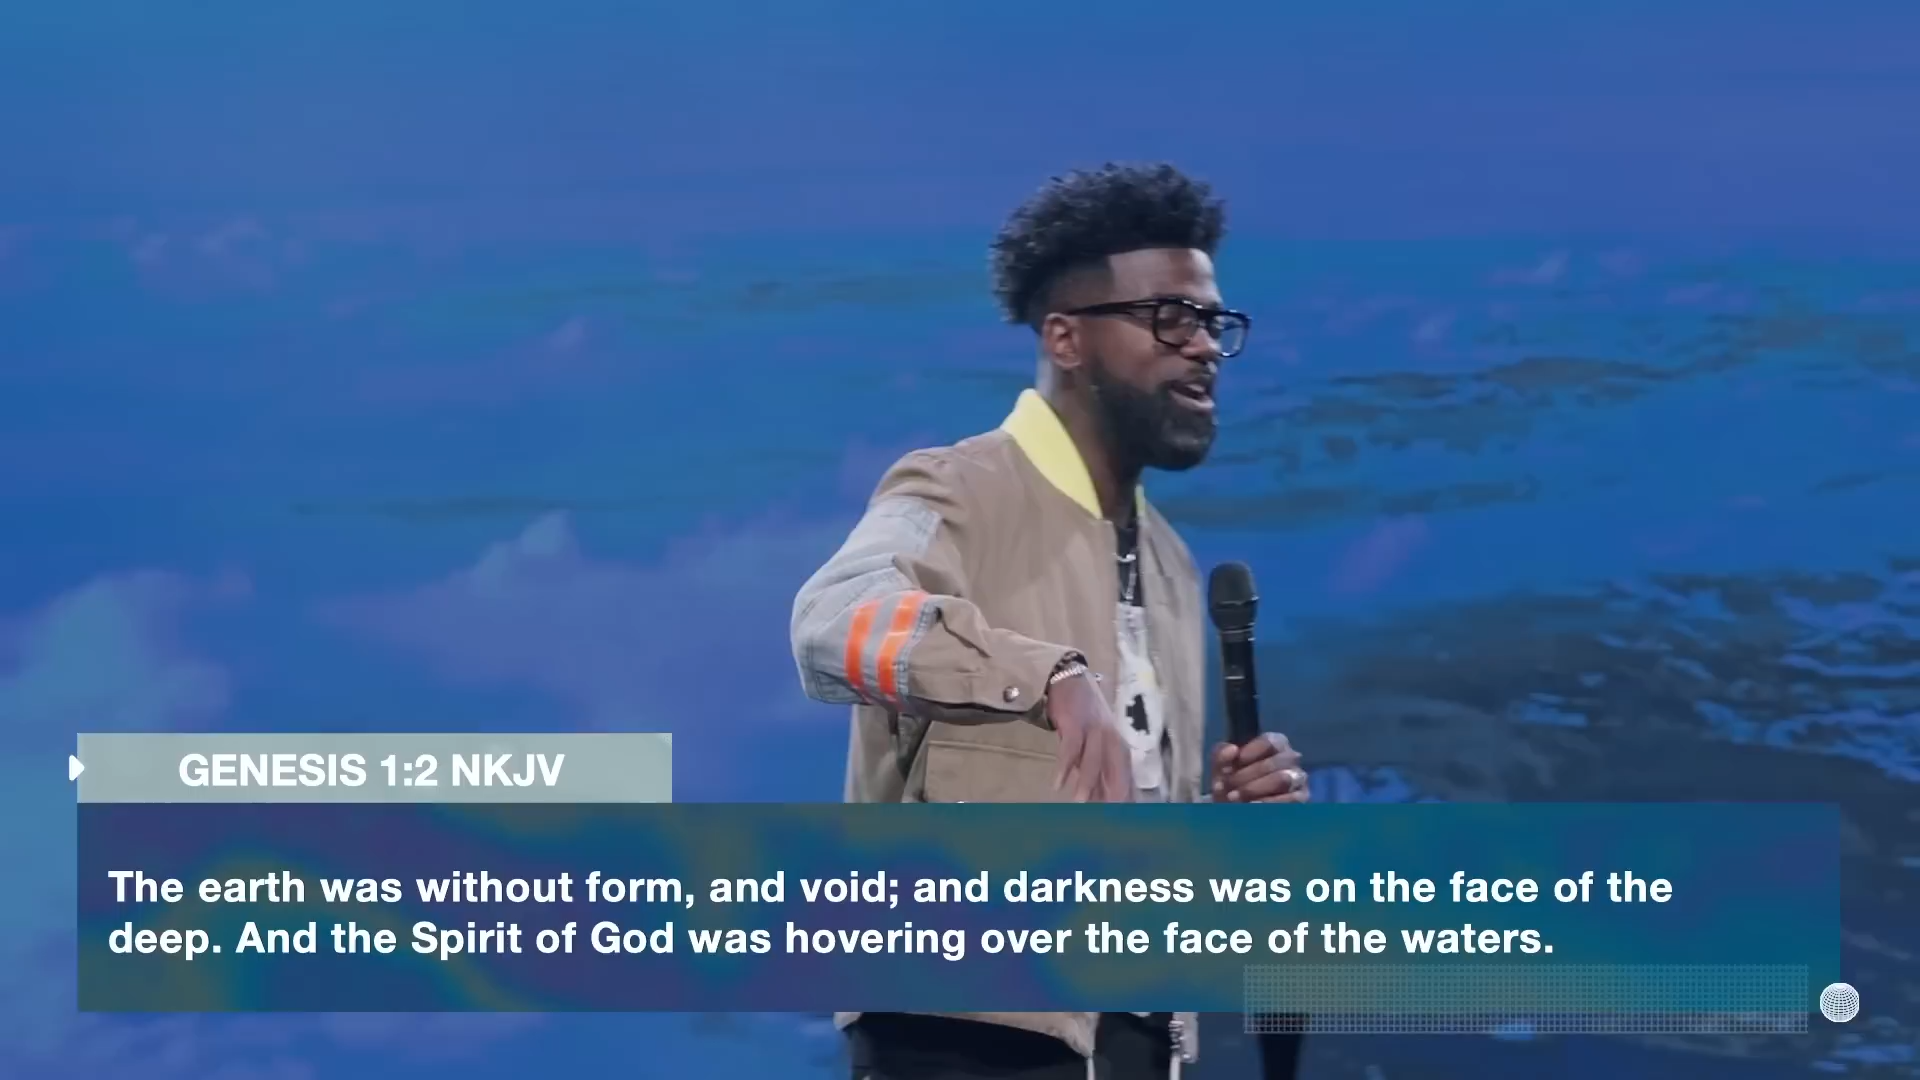 GENESIS 1:2 NKJV
The earth was without form, and void; and darkness was on the face of the
deep. And the Spirit of God was hovering over the face of the waters.